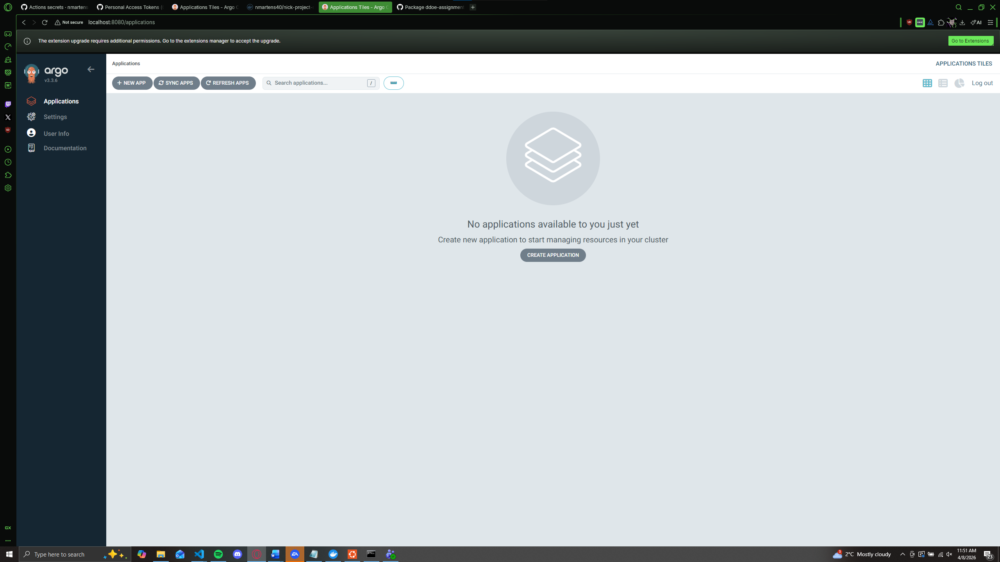 Actions secrets · nmartens
Personal Access Tokens (
Applications Tiles - Argo C
nmartens40/nick-project-
Applications Tiles - Argo C
Package ddoe-assignment
Not secure
localhost:8080/applications
AI
The extension upgrade requires additional permissions. Go to the extensions manager to accept the upgrade.
Go to Extensions
argo
v3.3.6
Applications
Settings
User Info
Documentation
Applications
APPLICATIONS TILES
NEW APP
SYNC APPS
REFRESH APPS
Search applications...
/
Log out
No applications available to you just yet
Create new application to start managing resources in your cluster
CREATE APPLICATION
GX
Type here to search
EA
3
2°C Mostly cloudy
11:51 AM
4/8/2026
23